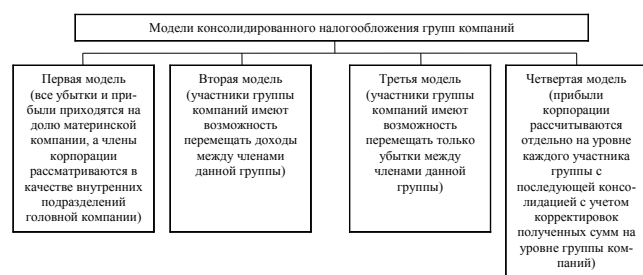 Модели консолидированного налогообложения групп компаний
Первая модель
(все убытки и при-
были приходятся на
долю материнской
компании, а члены
корпорации
рассматриваются в
качестве внутренних
подразделений
головной компании)
Вторая модель
(участники группы
компаний имеют
возможность
перемещать доходы
между членами
данной группы)
Третья модель
(участники группы
компаний имеют
возможность
перемещать только
убытки между
членами данной
группы)
Четвертая модель
(прибыли
корпорации
рассчитываются
отдельно на уровне
каждого участника
группы с
последующей консо-
лидацией с учетом
корректировок
полученных сумм на
уровне группы ком-
паний)